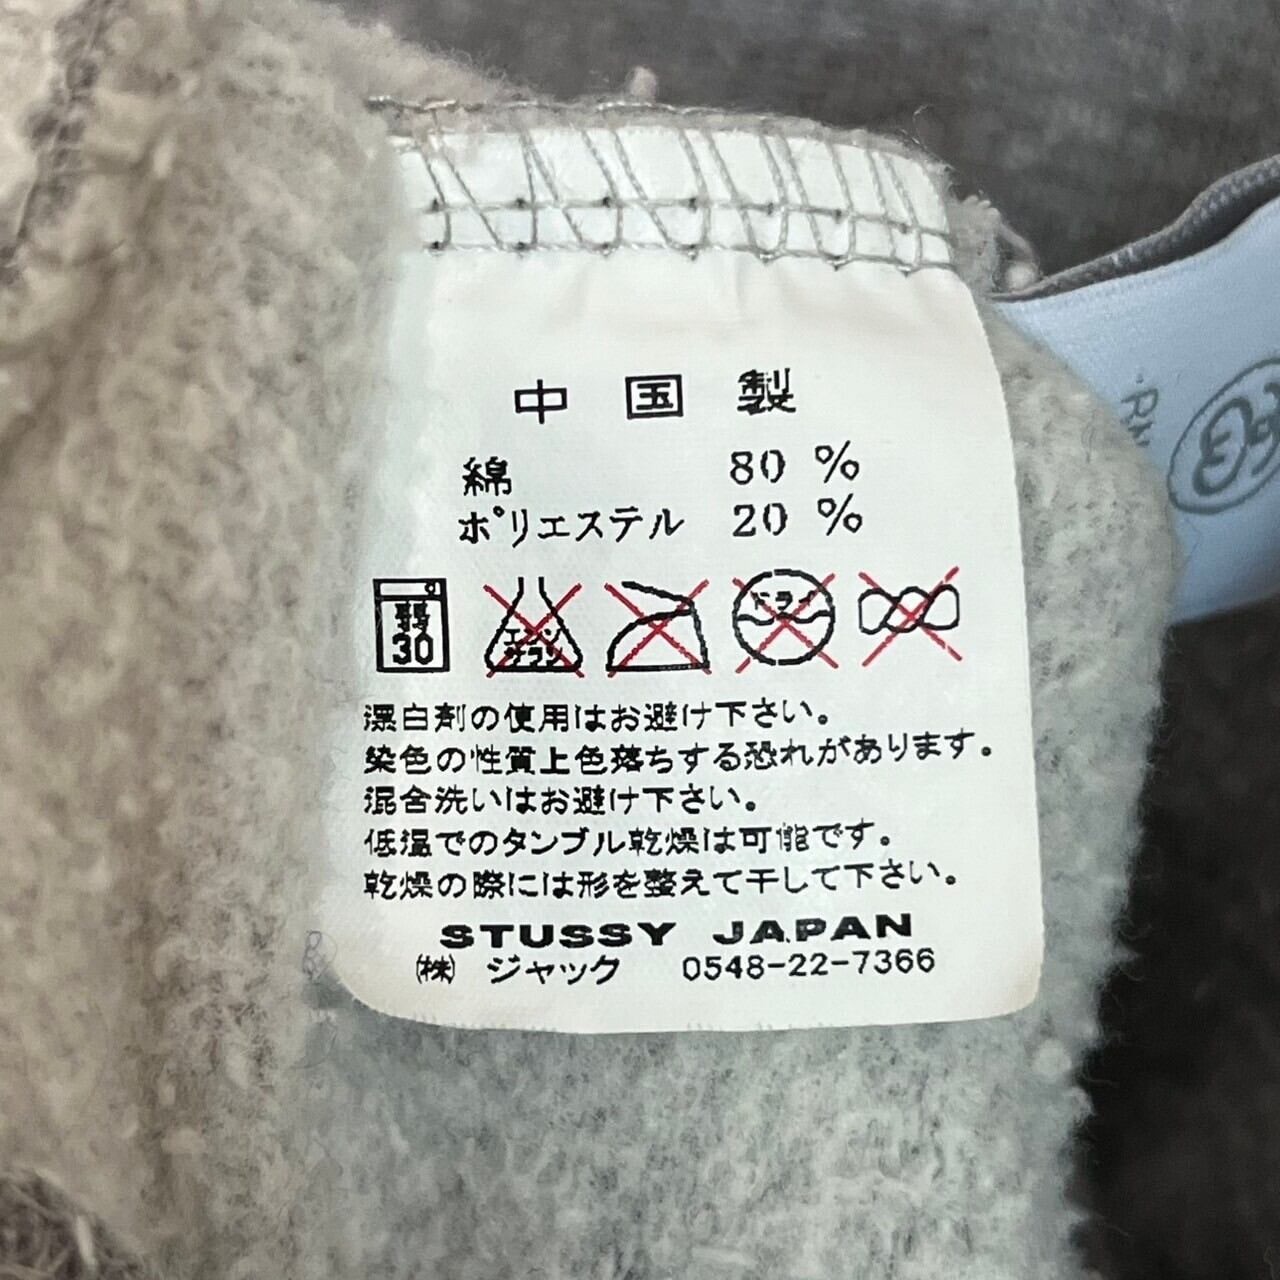 中国製
綿 80 %
ポリエステル 20 %
弱 30
エンソ サラシ
ドライ
漂白剤の使用はお避け下さい。
染色の性質上色落ちする恐れがあります。
混合洗いはお避け下さい。
低温でのタンブル乾燥は可能です。
乾燥の際には形を整えて干して下さい。
STUSSY JAPAN
(株) ジャック 0548-22-7366
RN